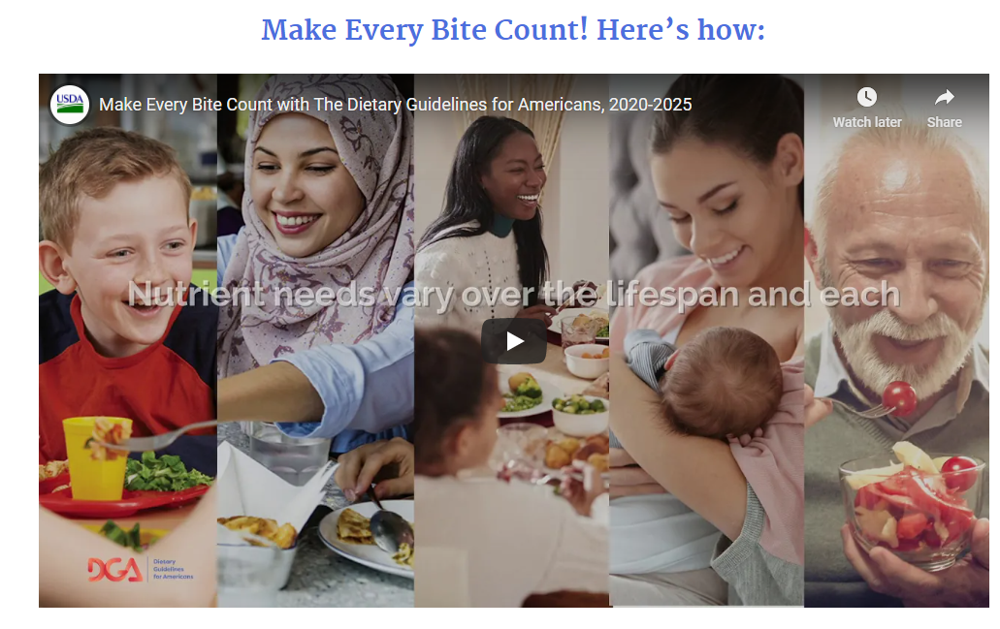 Make Every Bite Count! Here’s how:
USDA
Make Every Bite Count with The Dietary Guidelines for Americans, 2020-2025
Watch later
Share
Nutrient needs vary over the lifespan and each
DGA
Dietary
Guidelines
for Americans